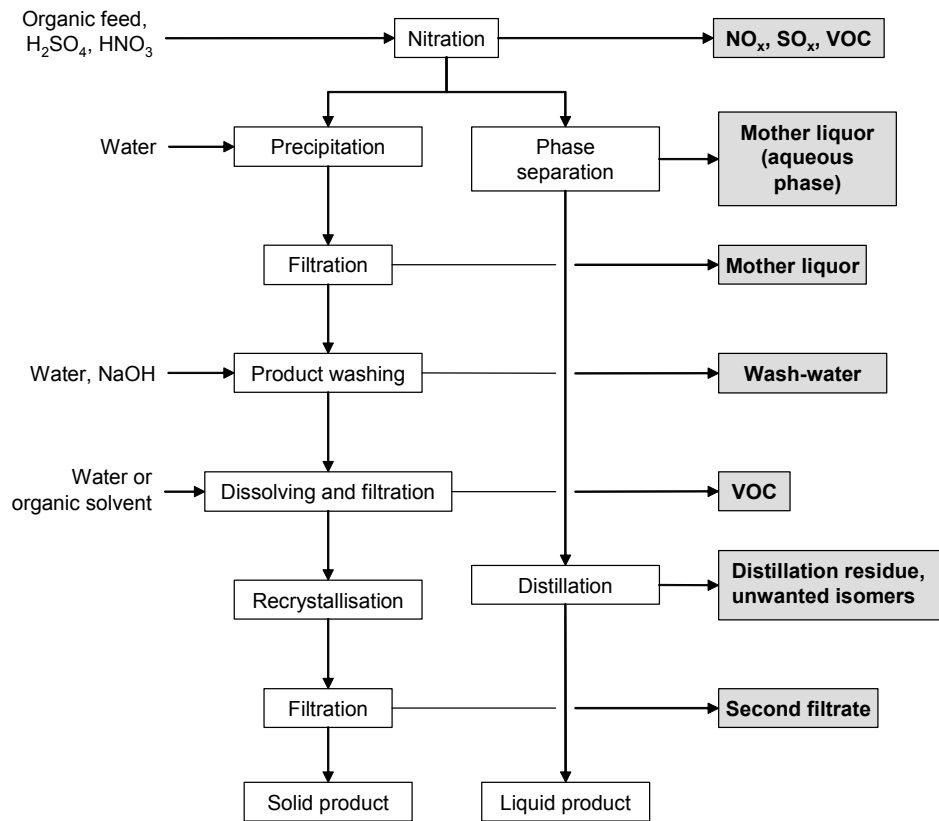 Organic feed,
H₂SO₄, HNO₃
Nitration
NOₓ, SOₓ, VOC
Water
Precipitation
Phase
separation
Mother liquor
(aqueous
phase)
Filtration
Mother liquor
Water, NaOH
Product washing
Wash-water
Water or
organic solvent
Dissolving and filtration
VOC
Recrystallisation
Distillation
Distillation residue,
unwanted isomers
Filtration
Second filtrate
Solid product
Liquid product